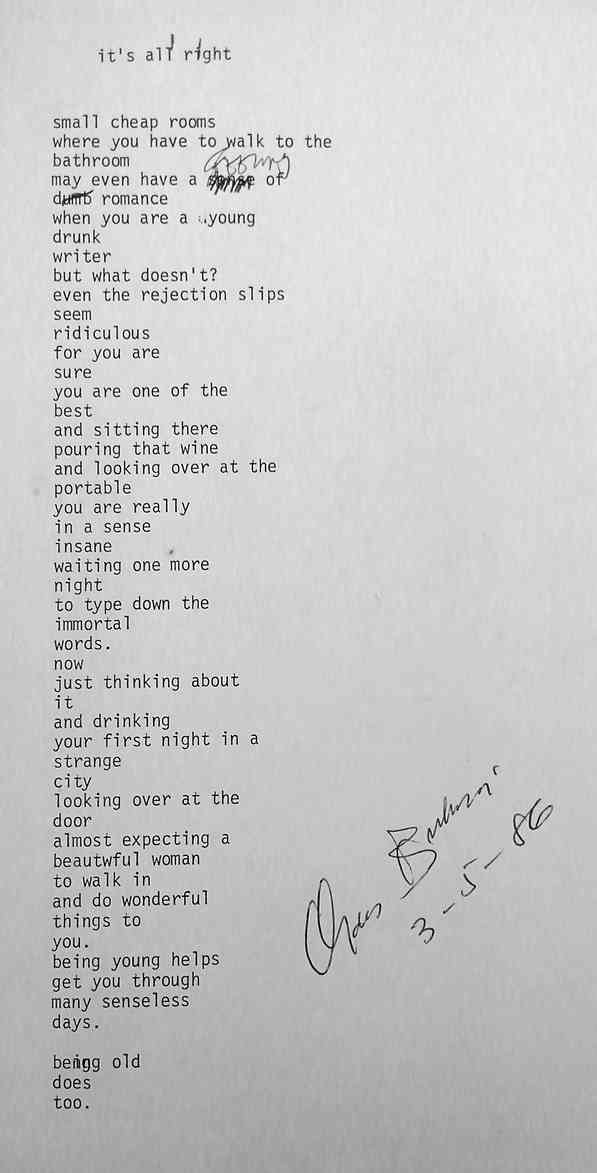 it's all right
small cheap rooms
where you have to walk to the
bathroom
may even have a sense of
dumb romance
when you are a young
drunk
writer
but what doesn't?
even the rejection slips
seem
ridiculous
for you are
sure
you are one of the
best
and sitting there
pouring that wine
and looking over at the
portable
you are really
in a sense
insane
waiting one more
night
to type down the
immortal
words.
now
just thinking about
it
and drinking
your first night in a
strange
city
looking over at the
door
almost expecting a
beautwful woman
to walk in
and do wonderful
things to
you.
being young helps
get you through
many senseless
days.
being old
does
too.
3-5-86